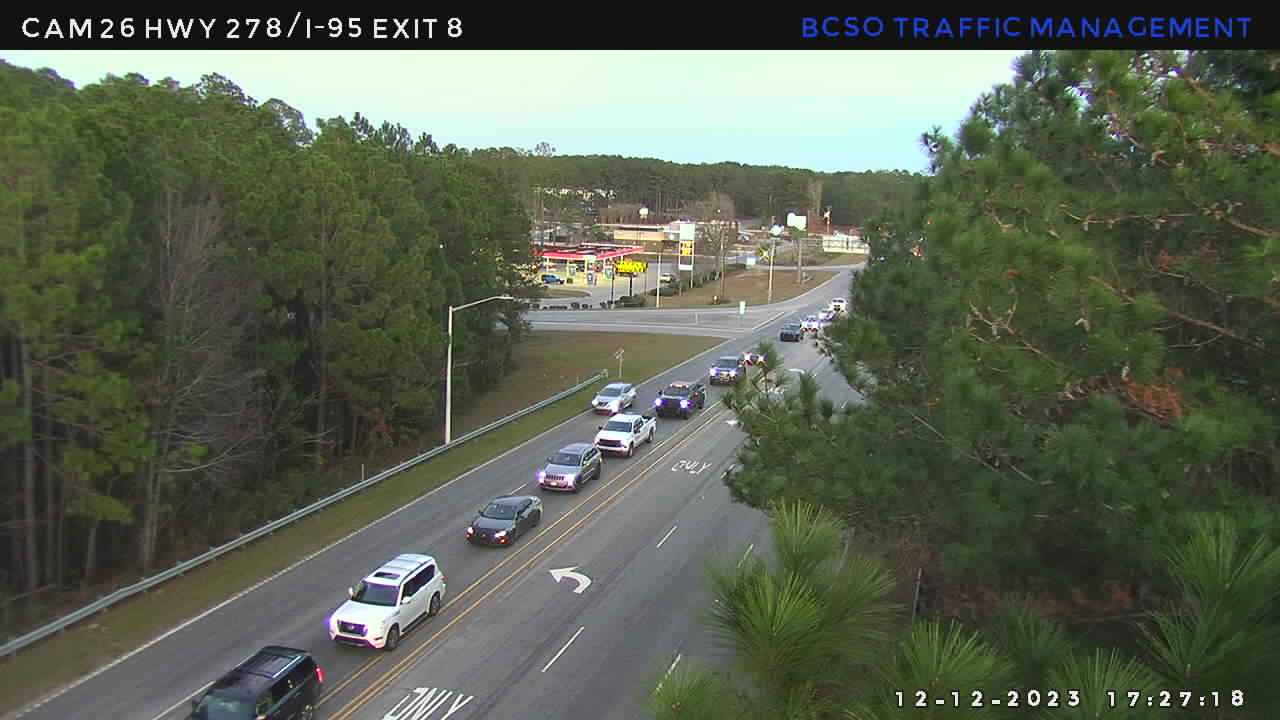 CAM 26 HWY 278/I-95 EXIT 8
BCSO TRAFFIC MANAGEMENT
ONLY
ONLY
12-12-2023 17:27:18